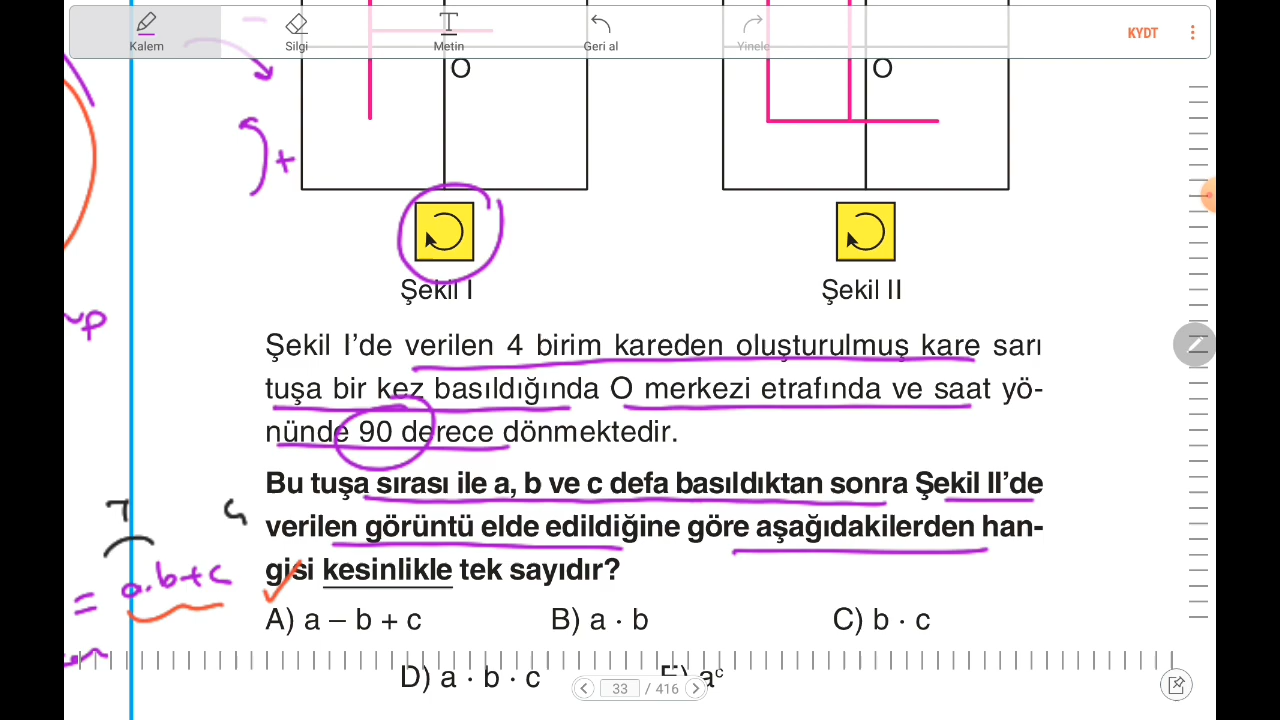 Kalem Silgi Metin Geri al Yinele KYDT
O O
+
Şekil I Şekil II
up
Şekil I’de verilen 4 birim kareden oluşturulmuş kare sarı
tuşa bir kez basıldığında O merkezi etrafında ve saat yö-
nünde 90 derece dönmektedir.
Bu tuşa sırası ile a, b ve c defa basıldıktan sonra Şekil II’de
verilen görüntü elde edildiğine göre aşağıdakilerden han-
gisi kesinlikle tek sayıdır?
T
= a.b+c
A) a – b + c B) a · b C) b · c
D) a · b · c E) aᶜ
33 / 416